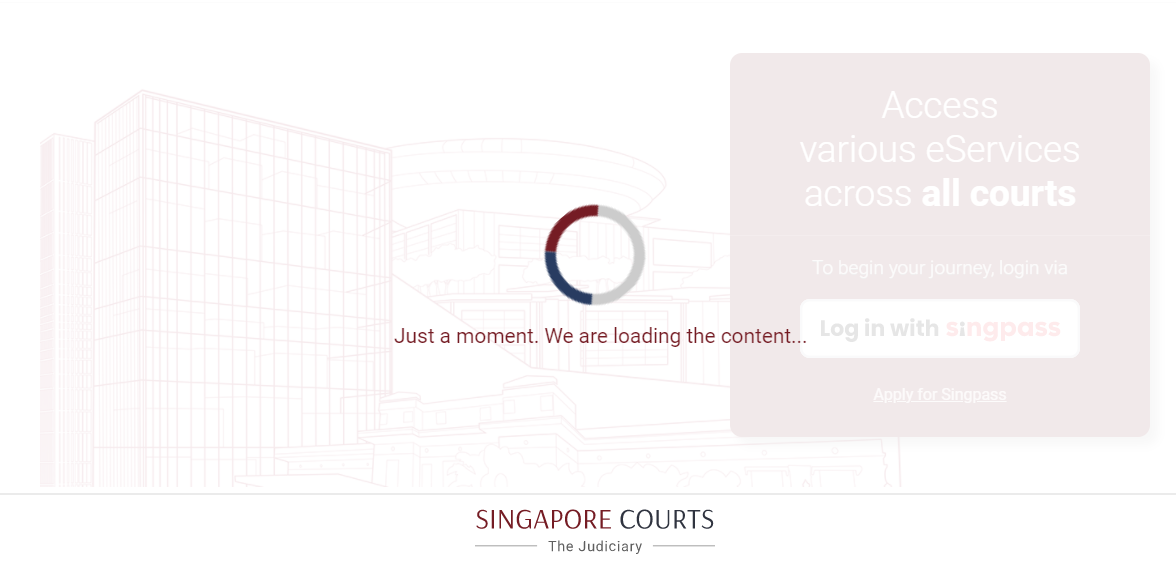 Access
various eServices
across all courts
To begin your journey, login via
Log in with singpass
Just a moment. We are loading the content...
Apply for Singpass
SINGAPORE COURTS
The Judiciary